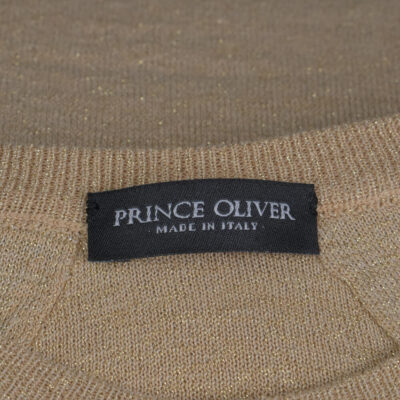 PRINCE OLIVER
· MADE IN ITALY ·